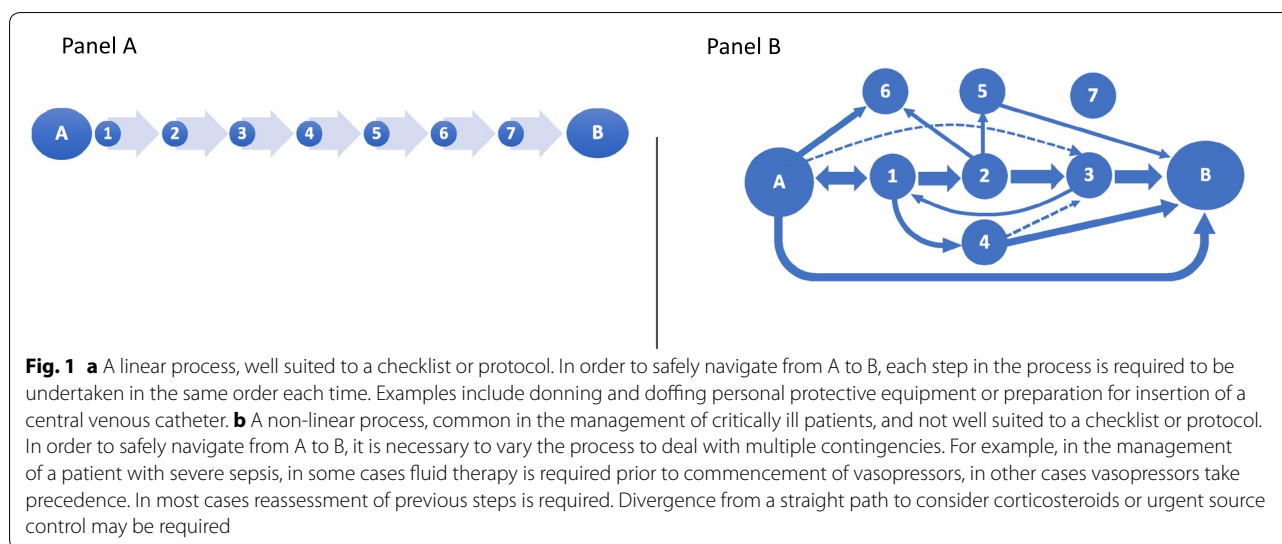 Panel A
A 1 2 3 4 5 6 7 B
Panel B
6 5 7
A 1 2 3 B
4
Fig. 1 a A linear process, well suited to a checklist or protocol. In order to safely navigate from A to B, each step in the process is required to be
undertaken in the same order each time. Examples include donning and doffing personal protective equipment or preparation for insertion of a
central venous catheter. b A non-linear process, common in the management of critically ill patients, and not well suited to a checklist or protocol.
In order to safely navigate from A to B, it is necessary to vary the process to deal with multiple contingencies. For example, in the management
of a patient with severe sepsis, in some cases fluid therapy is required prior to commencement of vasopressors, in other cases vasopressors take
precedence. In most cases reassessment of previous steps is required. Divergence from a straight path to consider corticosteroids or urgent source
control may be required